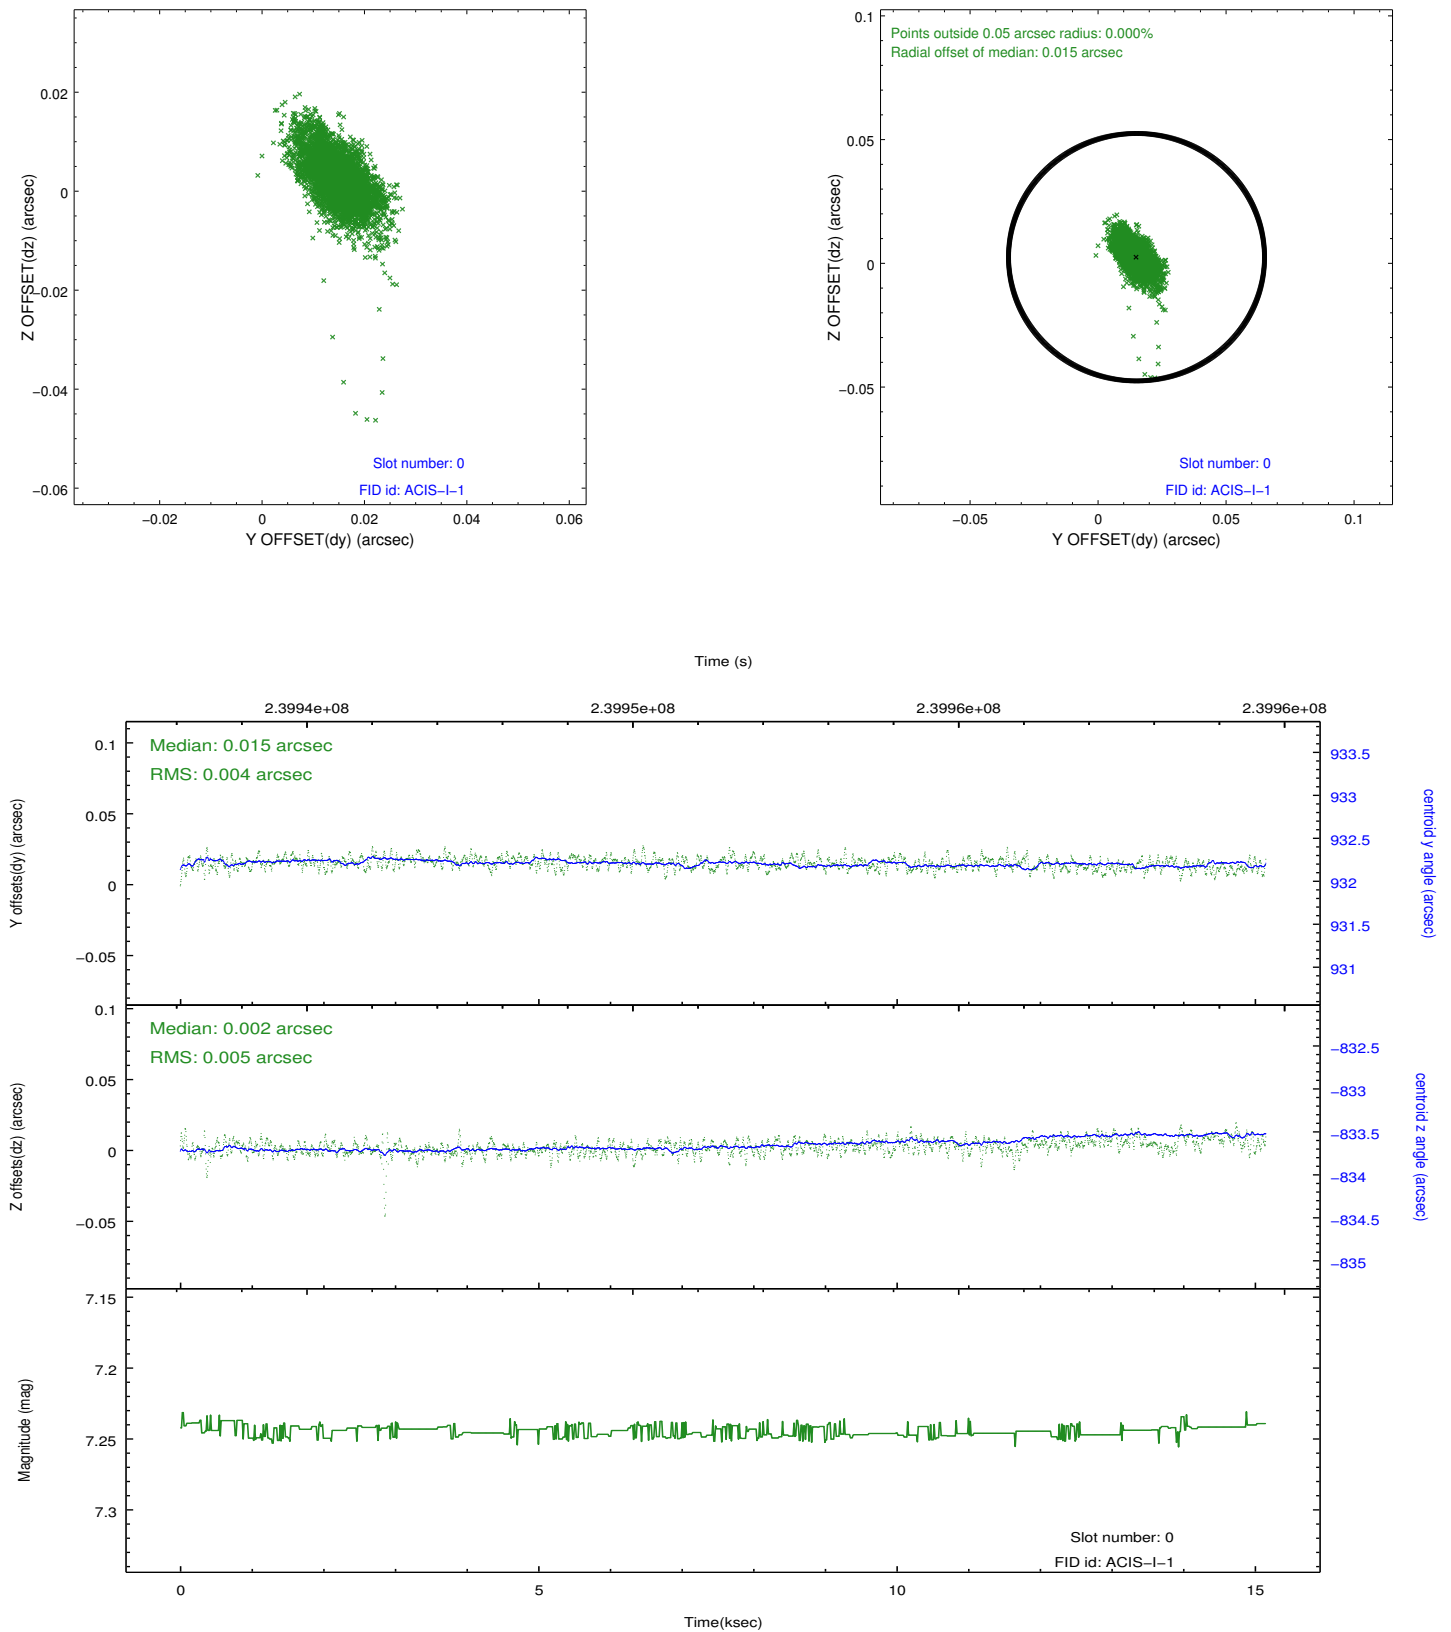 0.02
0
−0.02
−0.04
−0.06
Z OFFSET(dz) (arcsec)
Slot number: 0
FID id: ACIS−I−1
−0.02 0 0.02 0.04 0.06
Y OFFSET(dy) (arcsec)
Points outside 0.05 arcsec radius: 0.000%
Radial offset of median: 0.015 arcsec
0.1
0.05
0
−0.05
Z OFFSET(dz) (arcsec)
Slot number: 0
FID id: ACIS−I−1
−0.05 0 0.05 0.1
Y OFFSET(dy) (arcsec)
Time (s)
2.3994e+08 2.3995e+08 2.3996e+08 2.3996e+08
Median: 0.015 arcsec
RMS: 0.004 arcsec
0.1
0.05
0
−0.05
Y offsets(dy) (arcsec)
933.5
933
932.5
932
931.5
931
centroid y angle (arcsec)
Median: 0.002 arcsec
RMS: 0.005 arcsec
0.1
0.05
0
−0.05
Z offsets(dz) (arcsec)
−832.5
−833
−833.5
−834
−834.5
−835
centroid z angle (arcsec)
7.15
7.2
7.25
7.3
Magnitude (mag)
Slot number: 0
FID id: ACIS−I−1
0 5 10 15
Time(ksec)